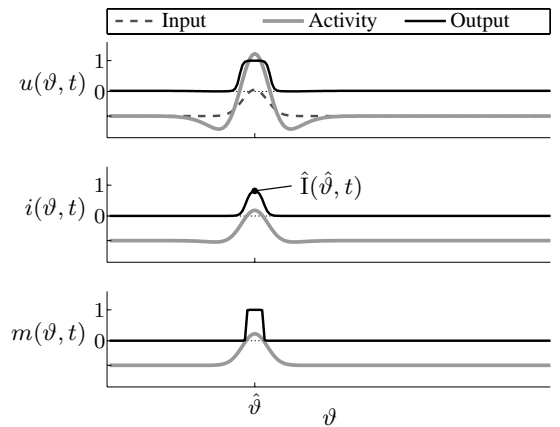 Input Activity Output
1
u(ϑ, t) 0
Î(ϑ̂, t)
1
i(ϑ, t) 0
1
m(ϑ, t) 0
ϑ̂ ϑ